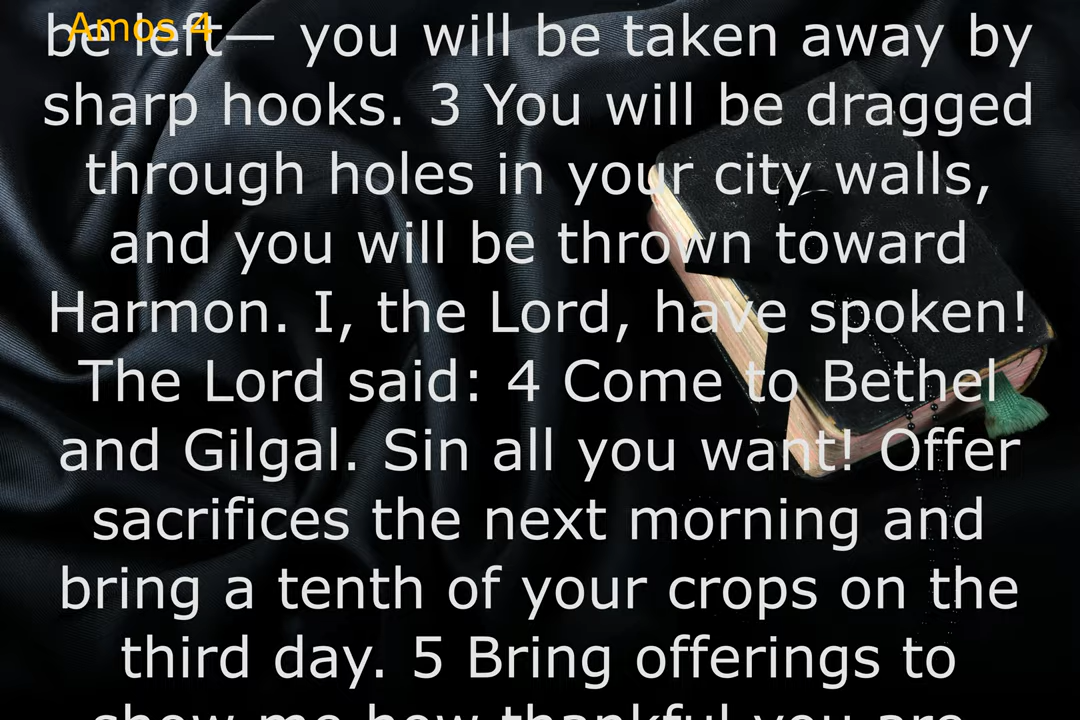 Amos 4
be left— you will be taken away by
sharp hooks. 3 You will be dragged
through holes in your city walls,
and you will be thrown toward
Harmon. I, the Lord, have spoken!
The Lord said: 4 Come to Bethel
and Gilgal. Sin all you want! Offer
sacrifices the next morning and
bring a tenth of your crops on the
third day. 5 Bring offerings to
show me how thankful you are.